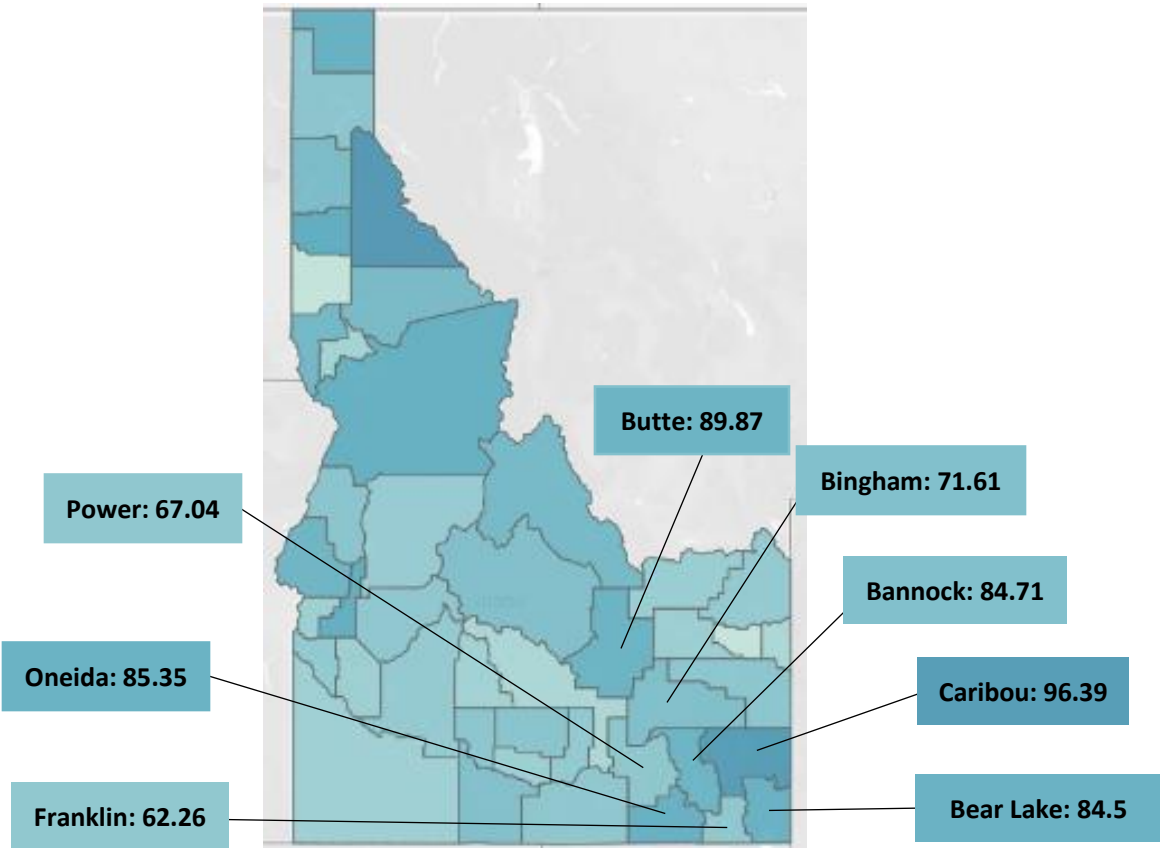 Butte: 89.87
Bingham: 71.61
Power: 67.04
Bannock: 84.71
Oneida: 85.35
Caribou: 96.39
Franklin: 62.26
Bear Lake: 84.5